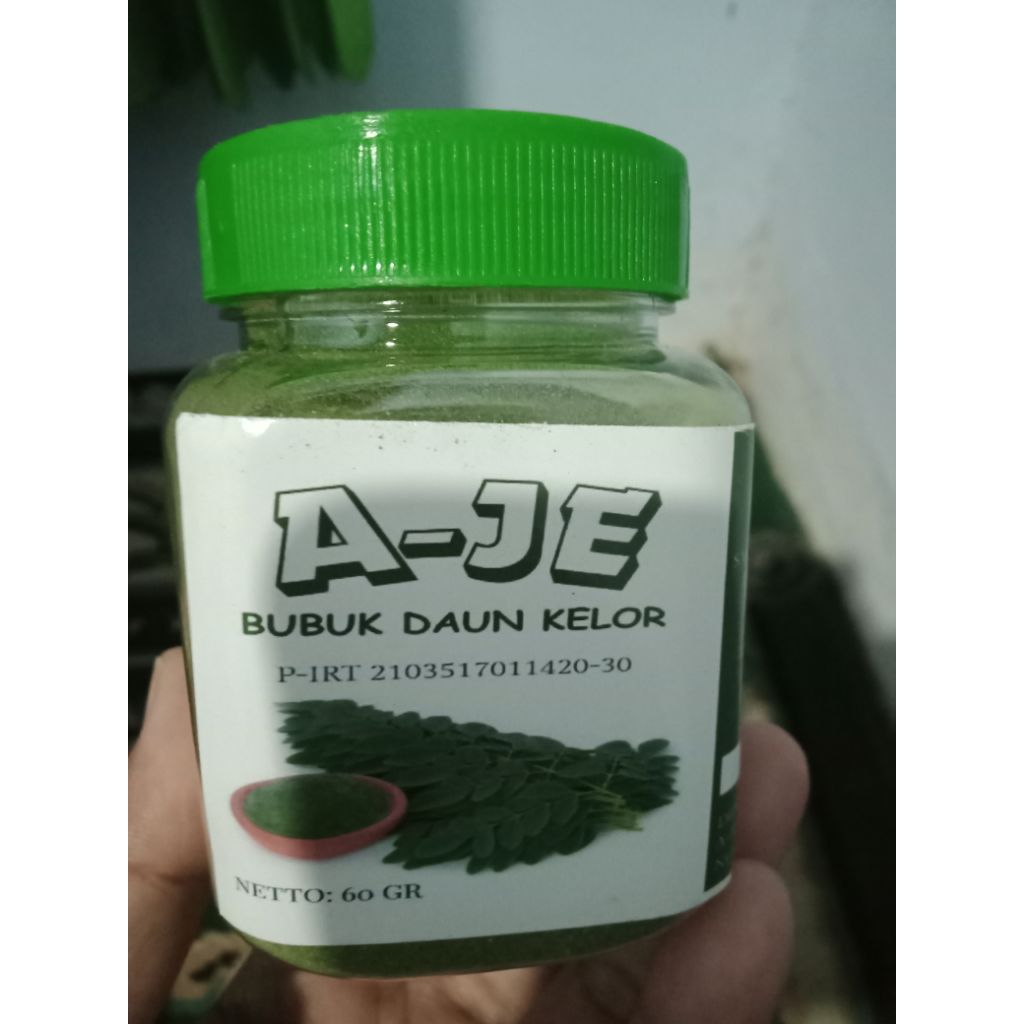 A-JE
BUBUK DAUN KELOR
P-IRT 2103517011420-30
NETTO: 60 GR